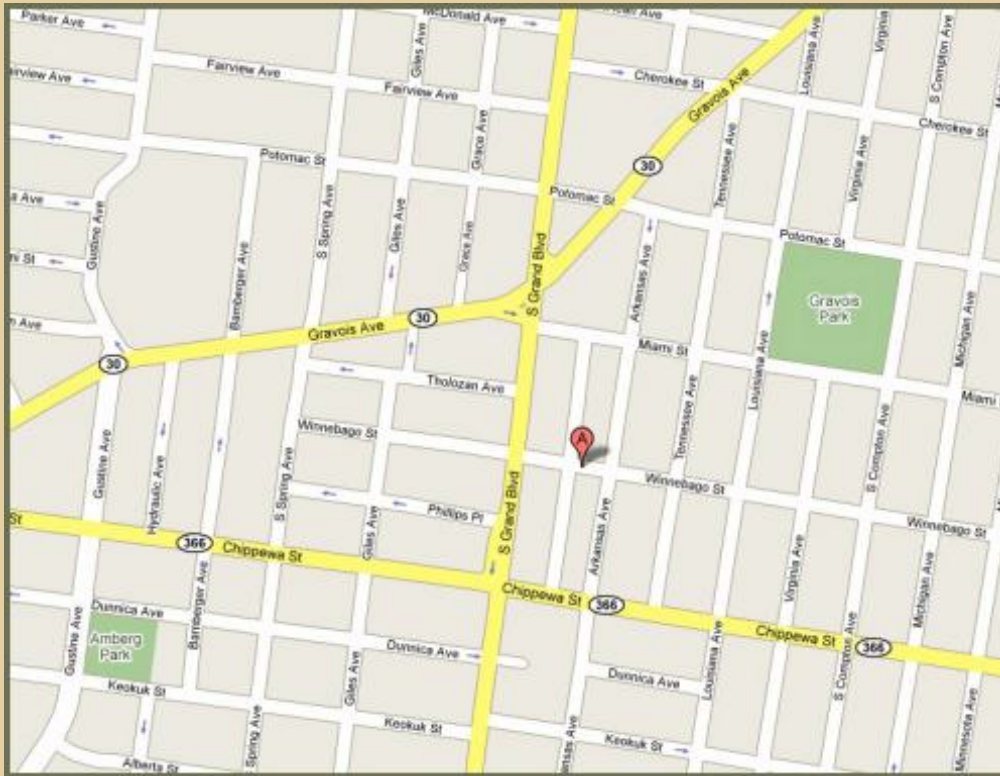 McDonald Ave
Parker Ave
Giles Ave
Louisiana Ave
Virginia
S Compton Ave
Fairview Ave
Fairview Ave
Cherokee St
Gravois Ave
Cherokee St
Grace Ave
30
Tennessee Ave
Virginia Ave
Potomac St
Potomac St
Potomac St
Gustine Ave
S Spring Ave
Giles Ave
Grace Ave
S Grand Blvd
Arkansas Ave
Bamberger Ave
Gravois
Park
Michigan Ave
Gravois Ave
30
30
Miami St
Louisiana Ave
Miami
Tholozan Ave
Tennessee Ave
Winnebago St
A
S Compton Ave
Gustine Ave
Hydraulic Ave
S Spring Ave
Winnebago St
Phillips Pl
S Grand Blvd
Giles Ave
Arkansas Ave
Winnebago St
St
366
Chippewa St
Virginia Ave
Michigan Ave
Bamberger Ave
Chippewa St
366
Dunnica Ave
Chippewa St
366
Gustine Ave
Amberg
Park
Dunnica Ave
Louisiana Ave
S Compton Ave
Giles Ave
Dunnica Ave
Keokuk St
Keokuk St
Keokuk St
Spring Ave
Minnesota Ave
Alberta St